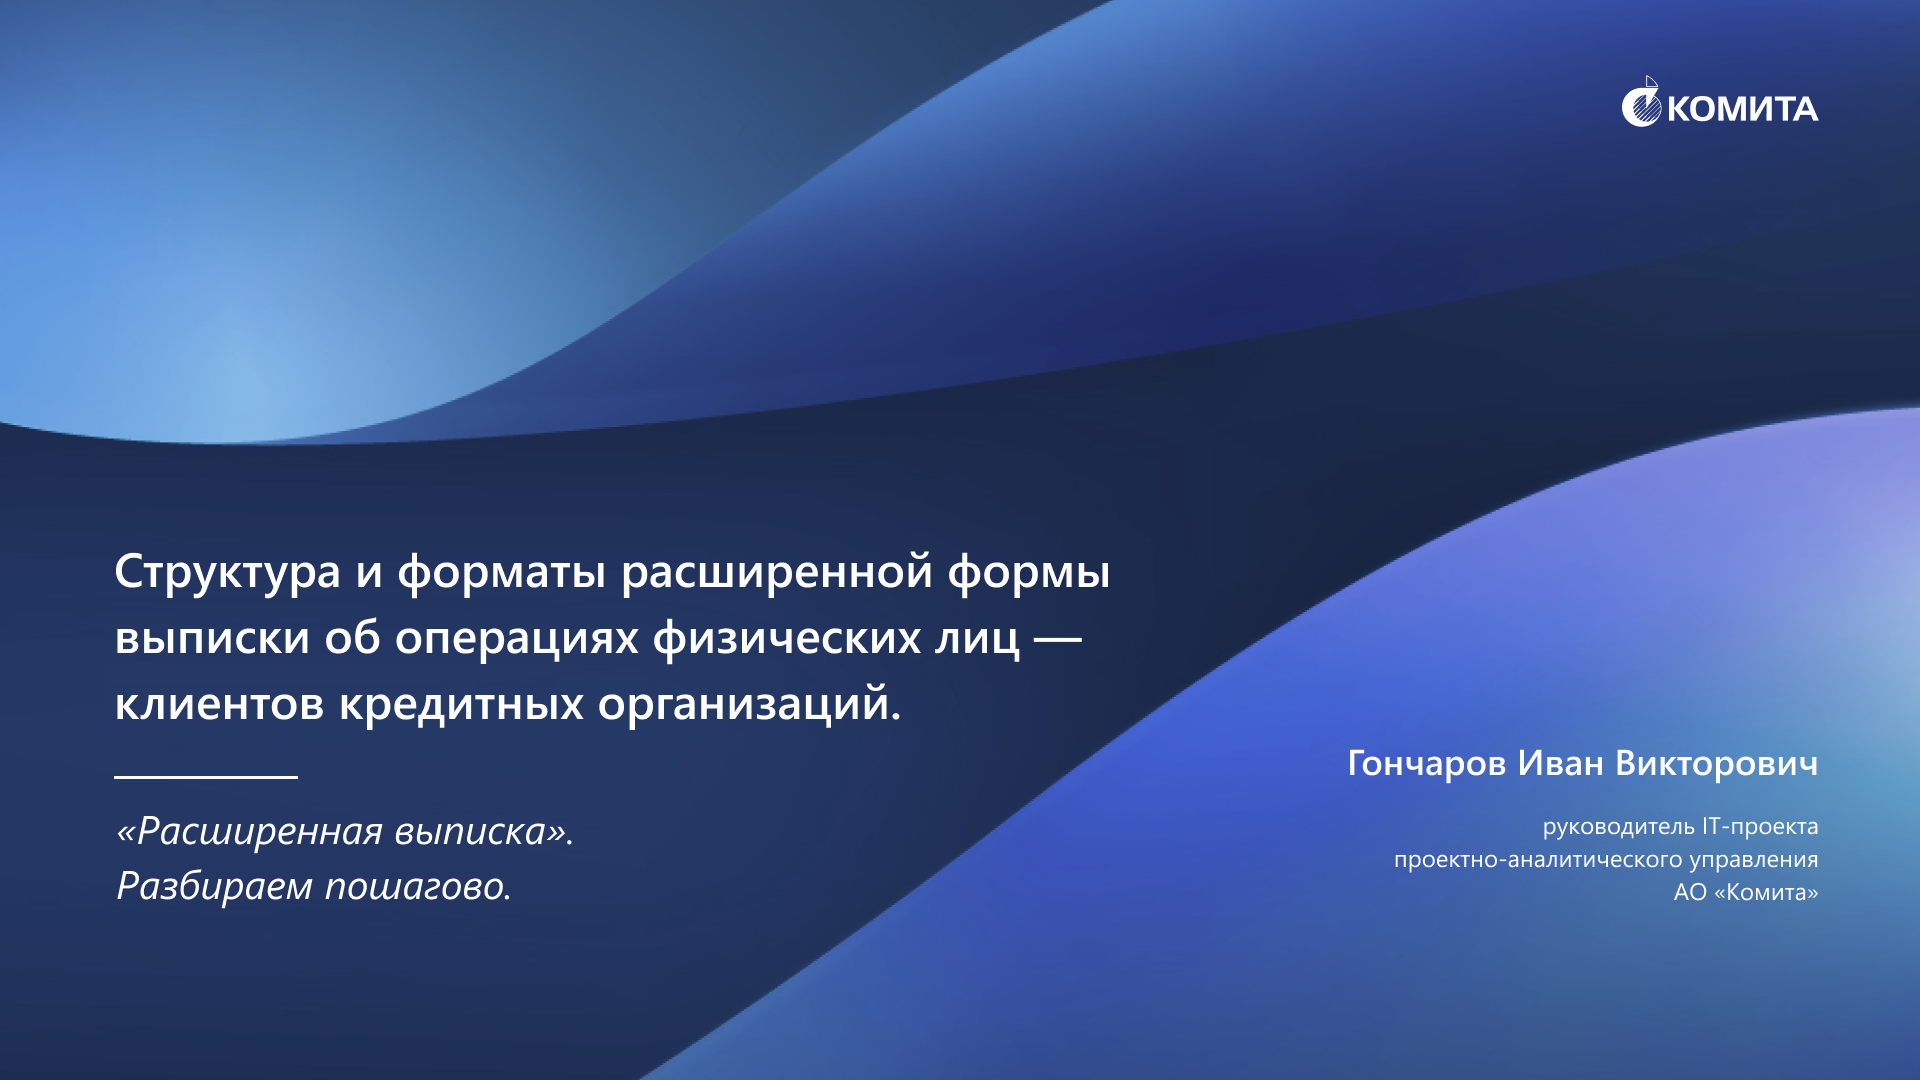 КОМИТА
Структура и форматы расширенной формы
выписки об операциях физических лиц —
клиентов кредитных организаций.
«Расширенная выписка».
Разбираем пошагово.
Гончаров Иван Викторович
руководитель IT-проекта
проектно-аналитического управления
АО «Комита»